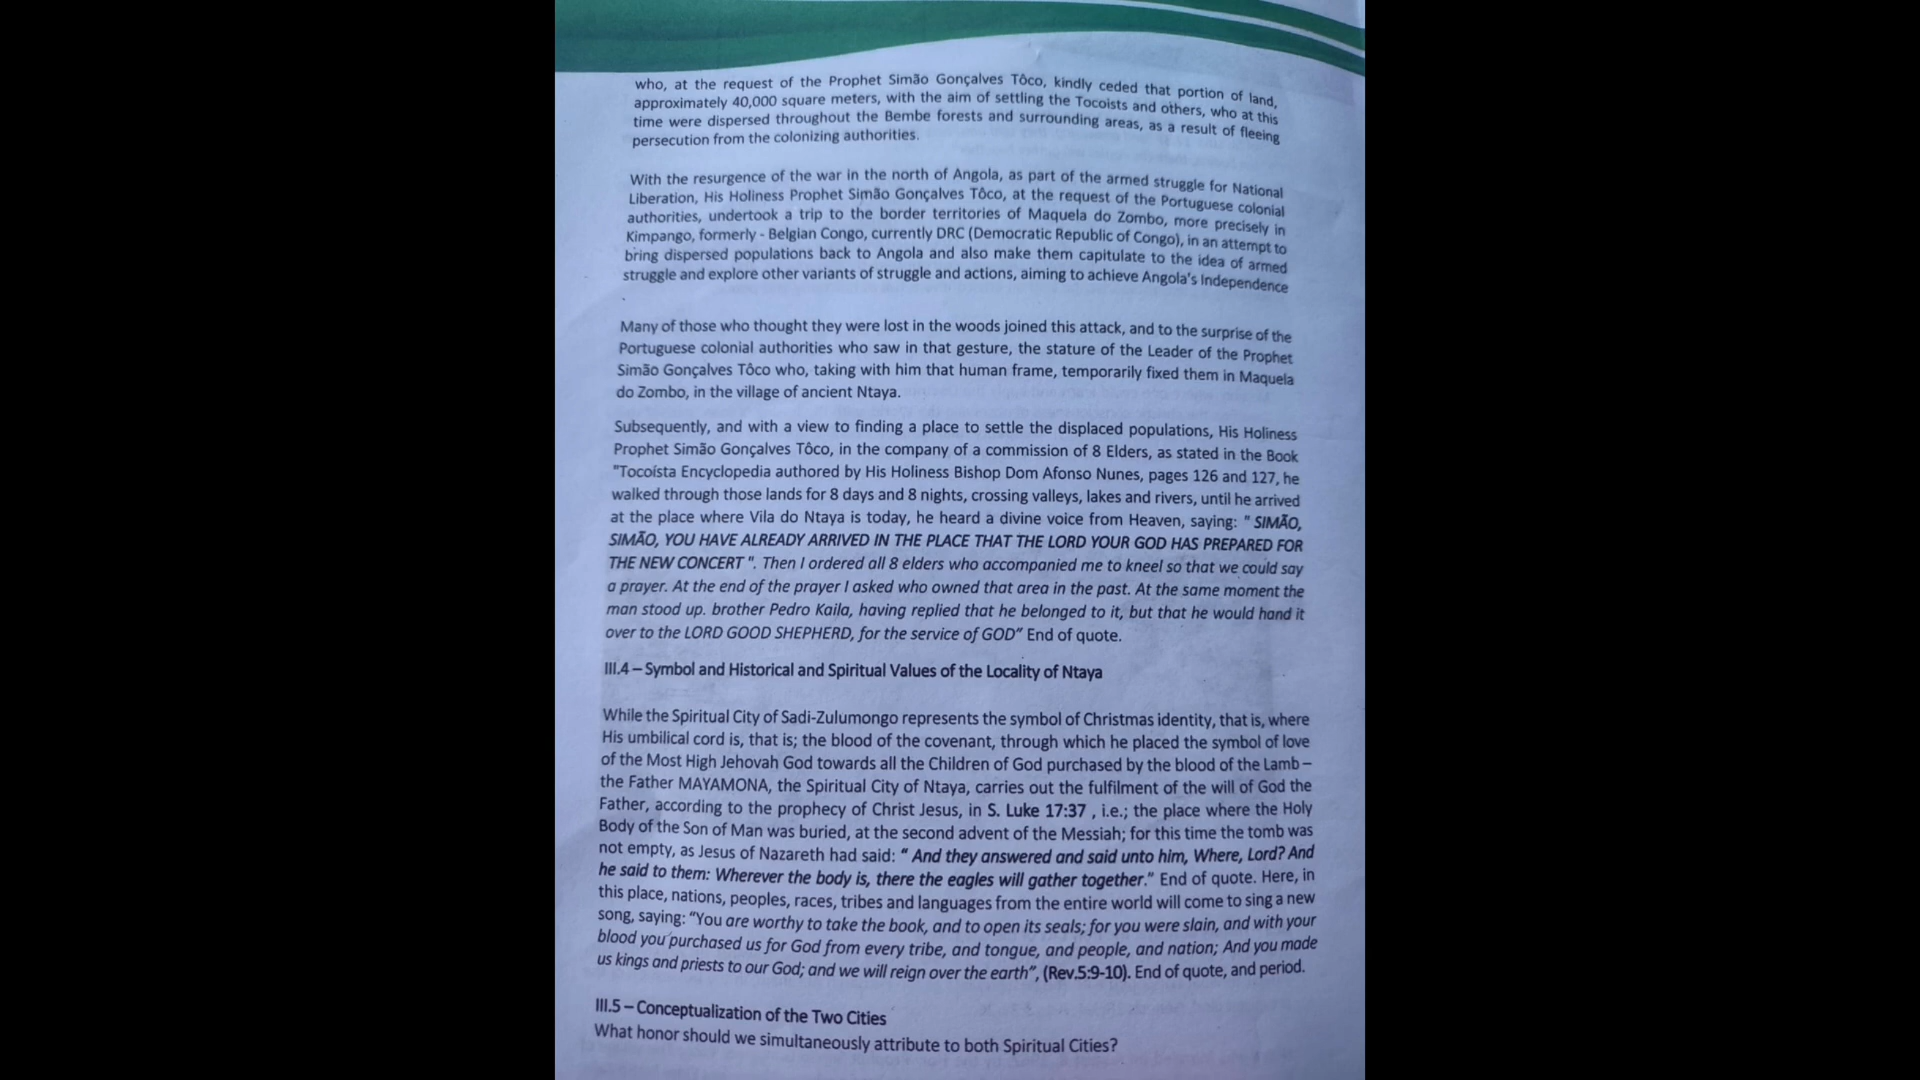 who, at the request of the Prophet Simão Gonçalves Tôco, kindly ceded that portion of land,
approximately 40,000 square meters, with the aim of settling the Tocoists and others, who at this
time were dispersed throughout the Bembe forests and surrounding areas, as a result of fleeing
persecution from the colonizing authorities.
With the resurgence of the war in the north of Angola, as part of the armed struggle for National
Liberation, His Holiness Prophet Simão Gonçalves Tôco, at the request of the Portuguese colonial
authorities, undertook a trip to the border territories of Maquela do Zombo, more precisely in
Kimpango, formerly - Belgian Congo, currently DRC (Democratic Republic of Congo), in an attempt to
bring dispersed populations back to Angola and also make them capitulate to the idea of armed
struggle and explore other variants of struggle and actions, aiming to achieve Angola's Independence
.
Many of those who thought they were lost in the woods joined this attack, and to the surprise of the
Portuguese colonial authorities who saw in that gesture, the stature of the Leader of the Prophet
Simão Gonçalves Tôco who, taking with him that human frame, temporarily fixed them in Maquela
do Zombo, in the village of ancient Ntaya.
Subsequently, and with a view to finding a place to settle the displaced populations, His Holiness
Prophet Simão Gonçalves Tôco, in the company of a commission of 8 Elders, as stated in the Book
"Tocoísta Encyclopedia authored by His Holiness Bishop Dom Afonso Nunes, pages 126 and 127, he
walked through those lands for 8 days and 8 nights, crossing valleys, lakes and rivers, until he arrived
at the place where Vila do Ntaya is today, he heard a divine voice from Heaven, saying: " SIMÃO,
SIMÃO, YOU HAVE ALREADY ARRIVED IN THE PLACE THAT THE LORD YOUR GOD HAS PREPARED FOR
THE NEW CONCERT ". Then I ordered all 8 elders who accompanied me to kneel so that we could say
a prayer. At the end of the prayer I asked who owned that area in the past. At the same moment the
man stood up. brother Pedro Kaila, having replied that he belonged to it, but that he would hand it
over to the LORD GOOD SHEPHERD, for the service of GOD" End of quote.
III.4 – Symbol and Historical and Spiritual Values of the Locality of Ntaya
While the Spiritual City of Sadi-Zulumongo represents the symbol of Christmas identity, that is, where
His umbilical cord is, that is; the blood of the covenant, through which he placed the symbol of love
of the Most High Jehovah God towards all the Children of God purchased by the blood of the Lamb –
the Father MAYAMONA, the Spiritual City of Ntaya, carries out the fulfilment of the will of God the
Father, according to the prophecy of Christ Jesus, in S. Luke 17:37 , i.e.; the place where the Holy
Body of the Son of Man was buried, at the second advent of the Messiah; for this time the tomb was
not empty, as Jesus of Nazareth had said: " And they answered and said unto him, Where, Lord? And
he said to them: Wherever the body is, there the eagles will gather together." End of quote. Here, in
this place, nations, peoples, races, tribes and languages from the entire world will come to sing a new
song, saying: "You are worthy to take the book, and to open its seals; for you were slain, and with your
blood you purchased us for God from every tribe, and tongue, and people, and nation; And you made
us kings and priests to our God; and we will reign over the earth", (Rev.5:9-10). End of quote, and period.
III.5 – Conceptualization of the Two Cities
What honor should we simultaneously attribute to both Spiritual Cities?